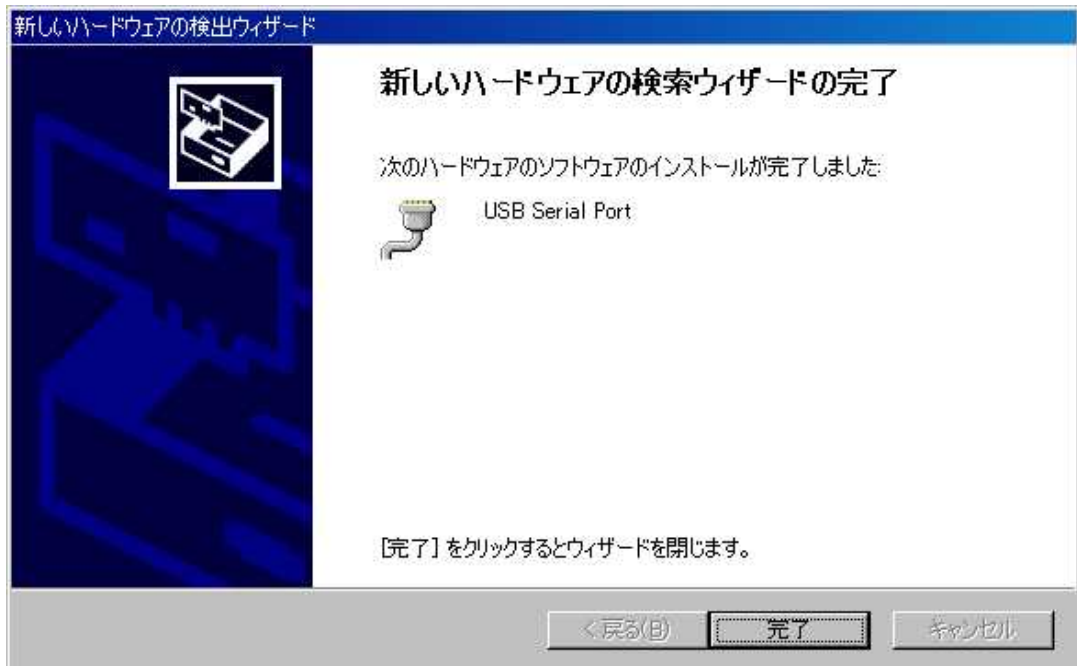 新しいハードウェアの検出ウィザード
新しいハードウェアの検索ウィザードの完了
次のハードウェアのソフトウェアのインストールが完了しました:
USB Serial Port
[完了] をクリックするとウィザードを閉じます。
< 戻る(B)
完了
キャンセル